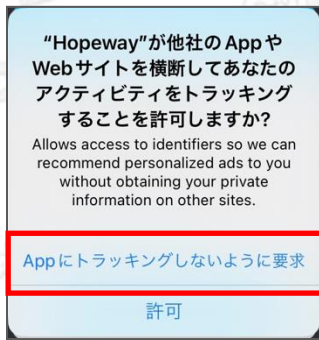 “Hopeway”が他社のAppや
Webサイトを横断してあなたの
アクティビティをトラッキング
することを許可しますか?
Allows access to identifiers so we can
recommend personalized ads to you
without obtaining your private
information on other sites.
Appにトラッキングしないように要求
許可